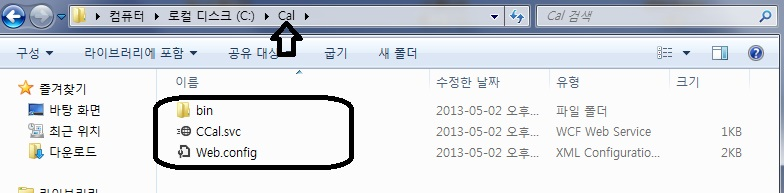 컴퓨터 로컬 디스크 (C:) Cal Cal 검색
구성 라이브러리에 포함 공유 대상 굽기 새 폴더
즐겨찾기 이름 수정한 날짜 유형 크기
바탕 화면 bin 2013-05-02 오후... 파일 폴더
최근 위치 CCal.svc 2013-05-02 오후... WCF Web Service 1KB
다운로드 Web.config 2013-05-02 오후... XML Configuratio... 2KB
라이브러리